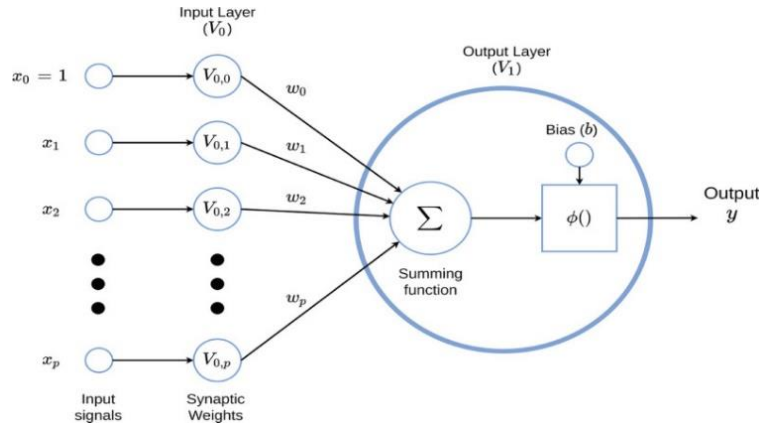 Input Layer
(V₀)
Output Layer
(V₁)
x₀ = 1
V₀,₀
w₀
Bias (b)
x₁
V₀,₁
w₁
x₂
V₀,₂
w₂
∑
ϕ()
Output
y
Summing
function
wₚ
xₚ
V₀,ₚ
Input
signals
Synaptic
Weights